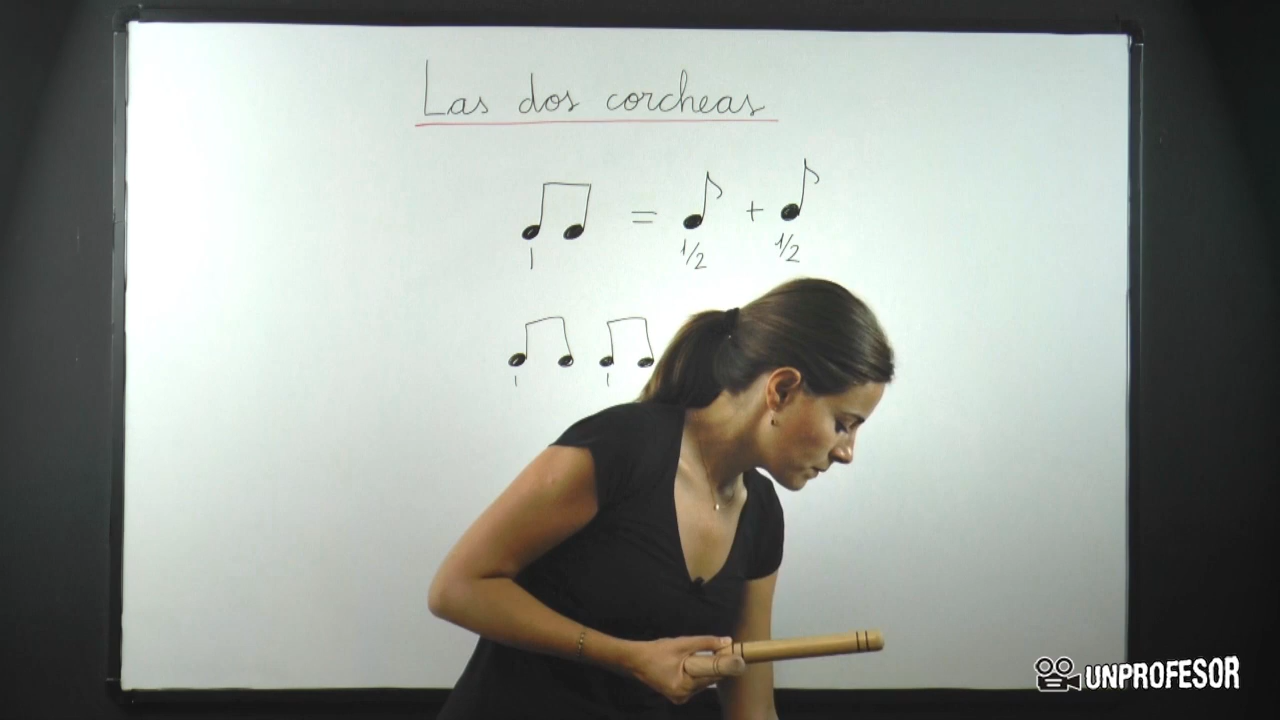 Las dos corcheas
= +
1 1/2 1/2
1 1
UNPROFESOR